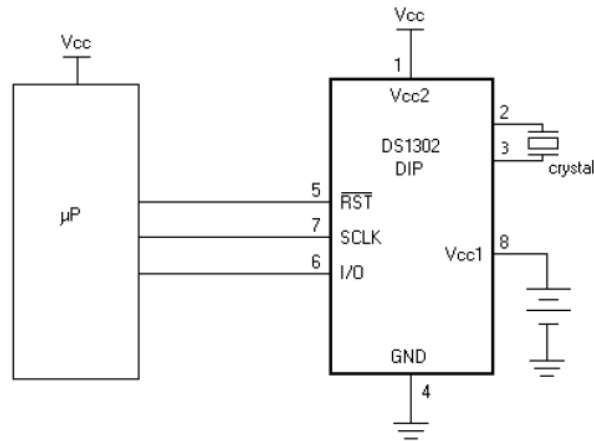 Vcc
Vcc
1
Vcc2
2
DS1302
3
DIP
crystal
5
RST
µP
7
SCLK
8
Vcc1
6
I/O
GND
4